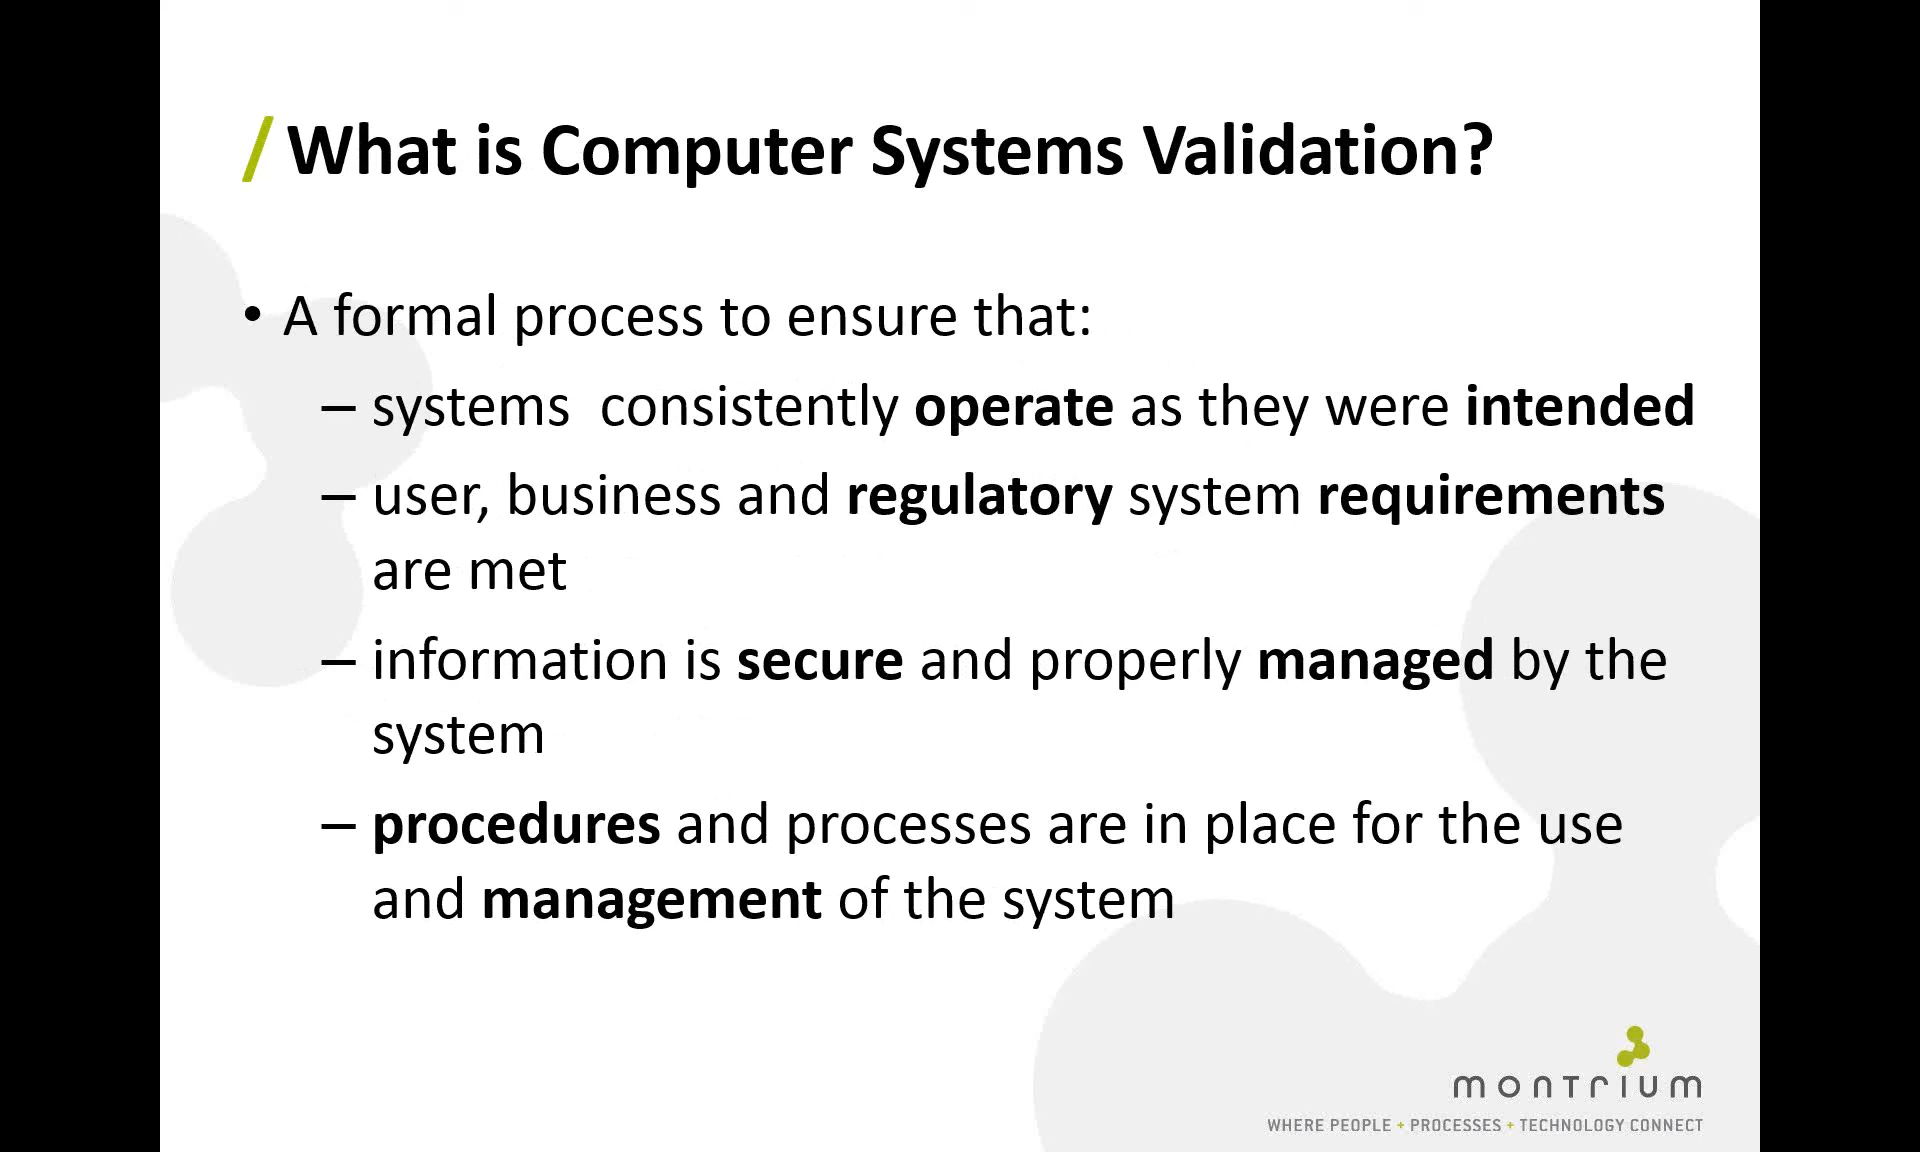 / What is Computer Systems Validation?
• A formal process to ensure that:
– systems  consistently operate as they were intended
– user, business and regulatory system requirements
are met
– information is secure and properly managed by the
system
– procedures and processes are in place for the use
and management of the system
montrium
WHERE PEOPLE + PROCESSES + TECHNOLOGY CONNECT